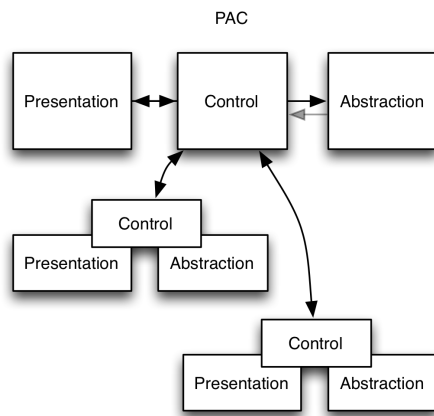 PAC
Presentation
Control
Abstraction
Control
Presentation
Abstraction
Control
Presentation
Abstraction